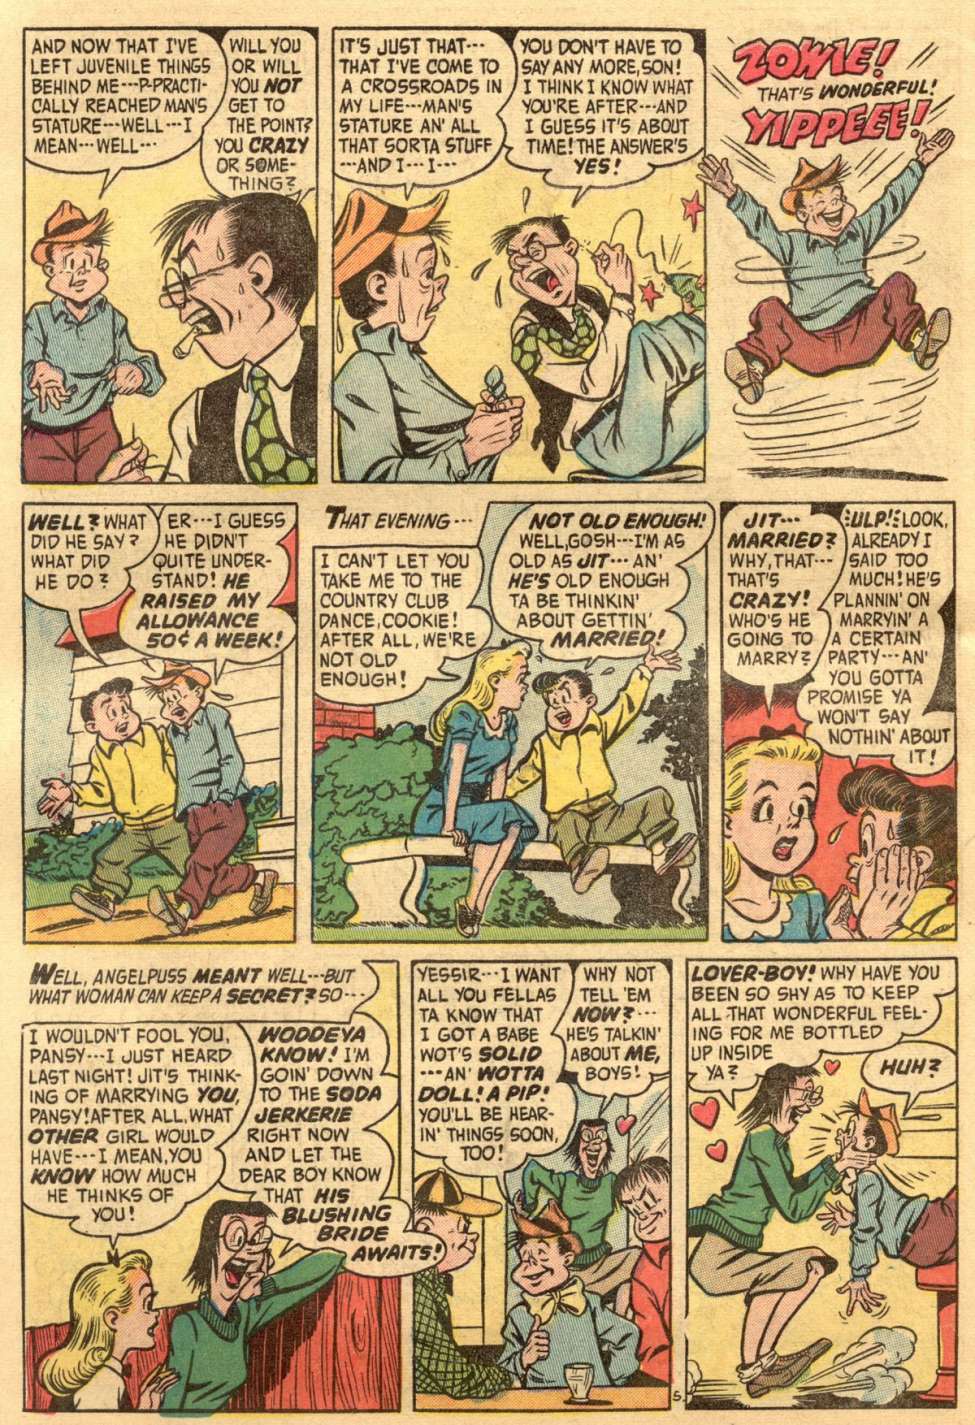 AND NOW THAT I'VE
LEFT JUVENILE THINGS
BEHIND ME---P-PRACTI-
CALLY REACHED MAN'S
STATURE---WELL---I
MEAN---WELL---
WILL YOU
OR WILL
YOU NOT
GET TO
THE POINT?
YOU CRAZY
OR SOME-
THING?
IT'S JUST THAT---
THAT I'VE COME TO
A CROSSROADS IN
MY LIFE---MAN'S
STATURE AN' ALL
THAT SORTA STUFF
---AND I---I---
YOU DON'T HAVE TO
SAY ANY MORE, SON!
I THINK I KNOW WHAT
YOU'RE AFTER---AND
I GUESS IT'S ABOUT
TIME! THE ANSWER'S
YES!
ZOWIE!
THAT'S WONDERFUL!
YIPPEEE!
WELL? WHAT
DID HE SAY?
WHAT DID
HE DO?
ER---I GUESS
HE DIDN'T
QUITE UNDER-
STAND! HE
RAISED MY
ALLOWANCE
50¢ A WEEK!
THAT EVENING---
I CAN'T LET YOU
TAKE ME TO THE
COUNTRY CLUB
DANCE, COOKIE!
AFTER ALL, WE'RE
NOT OLD
ENOUGH!
NOT OLD ENOUGH!
WELL, GOSH---I'M AS
OLD AS JIT---AN'
HE'S OLD ENOUGH
TA BE THINKIN'
ABOUT GETTIN'
MARRIED!
JIT---
MARRIED?
WHY, THAT---
THAT'S
CRAZY!
WHO'S HE
GOING TO
MARRY?
:ULP!: LOOK,
ALREADY I
SAID TOO
MUCH! HE'S
PLANNIN' ON
MARRYIN' A
A CERTAIN
PARTY---AN'
YOU GOTTA
PROMISE YA
WON'T SAY
NOTHIN' ABOUT
IT!
WELL, ANGELPUSS MEANT WELL---BUT
WHAT WOMAN CAN KEEP A SECRET? SO---
I WOULDN'T FOOL YOU,
PANSY---I JUST HEARD
LAST NIGHT! JIT'S THINK-
ING OF MARRYING YOU,
PANSY! AFTER ALL, WHAT
OTHER GIRL WOULD
HAVE---I MEAN, YOU
KNOW HOW MUCH
HE THINKS OF
YOU!
WODDEYA
KNOW! I'M
GOIN' DOWN
TO THE SODA
JERKERIE
RIGHT NOW
AND LET THE
DEAR BOY KNOW
THAT HIS
BLUSHING
BRIDE
AWAITS!
YESSIR---I WANT
ALL YOU FELLAS
TA KNOW THAT
I GOT A BABE
WOT'S SOLID
---AN' WOTTA
DOLL! A PIP!
YOU'LL BE HEAR-
IN' THINGS SOON,
TOO!
WHY NOT
TELL 'EM
NOW?---
HE'S TALKIN'
ABOUT ME,
BOYS!
5
LOVER-BOY! WHY HAVE YOU
BEEN SO SHY AS TO KEEP
ALL THAT WONDERFUL FEEL-
ING FOR ME BOTTLED
UP INSIDE
YA?
HUH?